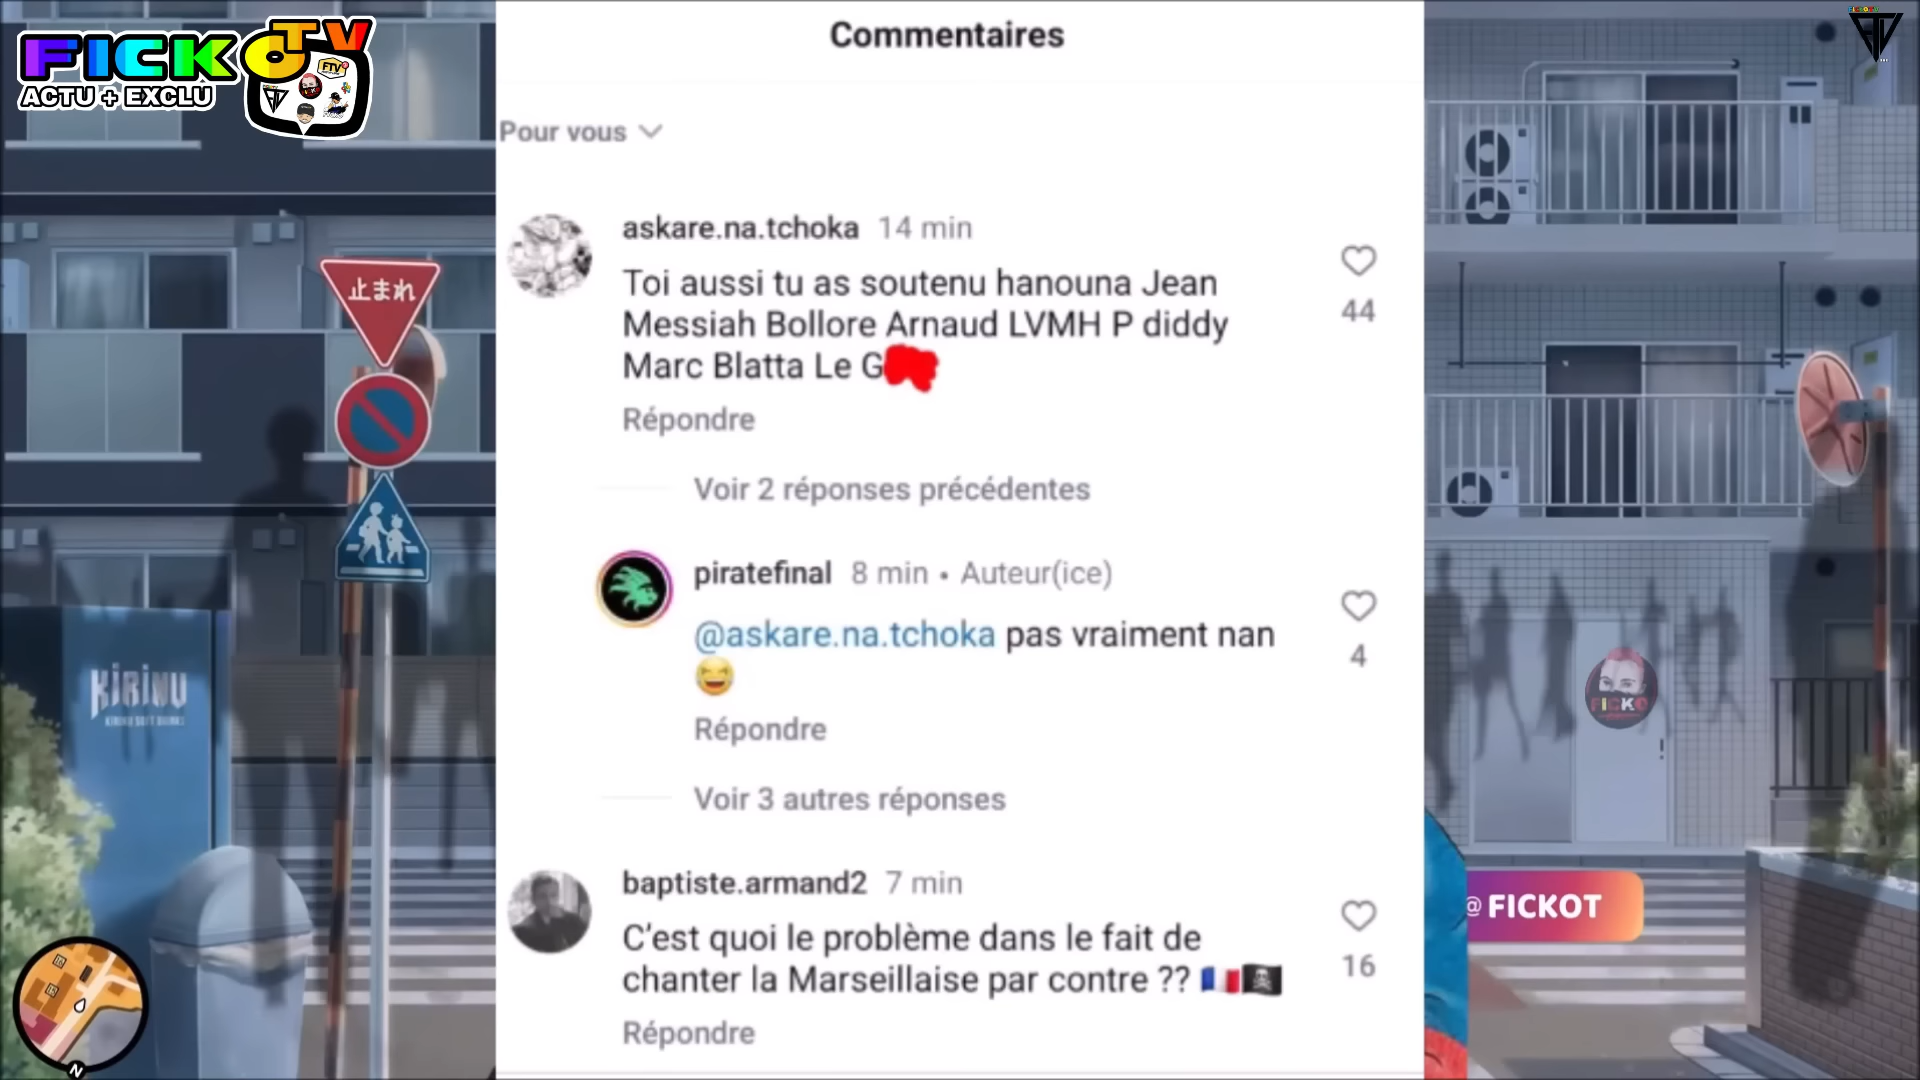 FICKOTV
ACTU + EXCLU
FTV
Commentaires
Pour vous
askare.na.tchoka 14 min
Toi aussi tu as soutenu hanouna Jean
Messiah Bollore Arnaud LVMH P diddy
Marc Blatta Le G
44
Répondre
Voir 2 réponses précédentes
piratefinal 8 min • Auteur(ice)
@askare.na.tchoka pas vraiment nan
😂
4
Répondre
Voir 3 autres réponses
baptiste.armand2 7 min
C'est quoi le problème dans le fait de
chanter la Marseillaise par contre ?? 🇫🇷🏴‍☠️
16
Répondre
止まれ
KIRINU
FICKO
@ FICKOT
N